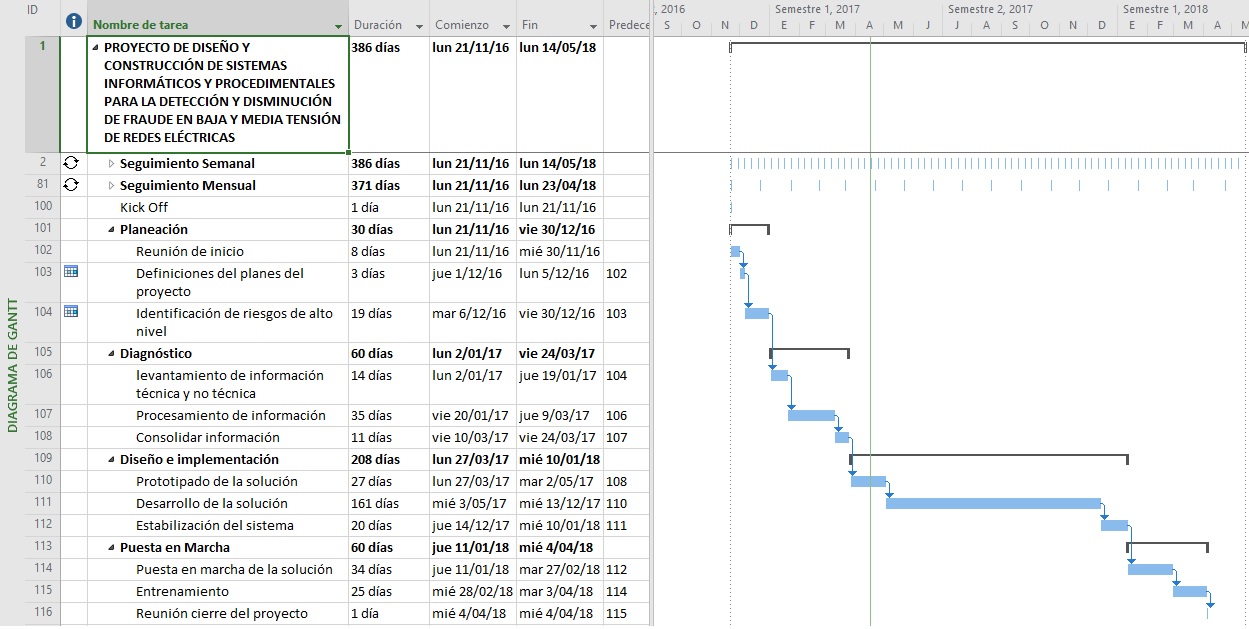 ID
Nombre de tarea Duración Comienzo Fin Predece
, 2016 Semestre 1, 2017 Semestre 2, 2017 Semestre 1, 2018
S O N D E F M A M J J A S O N D E F M A M
1 PROYECTO DE DISEÑO Y 386 días lun 21/11/16 lun 14/05/18
CONSTRUCCIÓN DE SISTEMAS
INFORMÁTICOS Y PROCEDIMENTALES
PARA LA DETECCIÓN Y DISMINUCIÓN
DE FRAUDE EN BAJA Y MEDIA TENSIÓN
DE REDES ELÉCTRICAS
2 Seguimiento Semanal 386 días lun 21/11/16 lun 14/05/18
81 Seguimiento Mensual 371 días lun 21/11/16 lun 23/04/18
100 Kick Off 1 día lun 21/11/16 lun 21/11/16
101 Planeación 30 días lun 21/11/16 vie 30/12/16
102 Reunión de inicio 8 días lun 21/11/16 mié 30/11/16
103 Definiciones del planes del 3 días jue 1/12/16 lun 5/12/16 102
proyecto
104 Identificación de riesgos de alto 19 días mar 6/12/16 vie 30/12/16 103
nivel
105 Diagnóstico 60 días lun 2/01/17 vie 24/03/17
106 levantamiento de información 14 días lun 2/01/17 jue 19/01/17 104
técnica y no técnica
107 Procesamiento de información 35 días vie 20/01/17 jue 9/03/17 106
108 Consolidar información 11 días vie 10/03/17 vie 24/03/17 107
109 Diseño e implementación 208 días lun 27/03/17 mié 10/01/18
110 Prototipado de la solución 27 días lun 27/03/17 mar 2/05/17 108
111 Desarrollo de la solución 161 días mié 3/05/17 mié 13/12/17 110
112 Estabilización del sistema 20 días jue 14/12/17 mié 10/01/18 111
113 Puesta en Marcha 60 días jue 11/01/18 mié 4/04/18
114 Puesta en marcha de la solución 34 días jue 11/01/18 mar 27/02/18 112
115 Entrenamiento 25 días mié 28/02/18 mar 3/04/18 114
116 Reunión cierre del proyecto 1 día mié 4/04/18 mié 4/04/18 115
DIAGRAMA DE GANTT